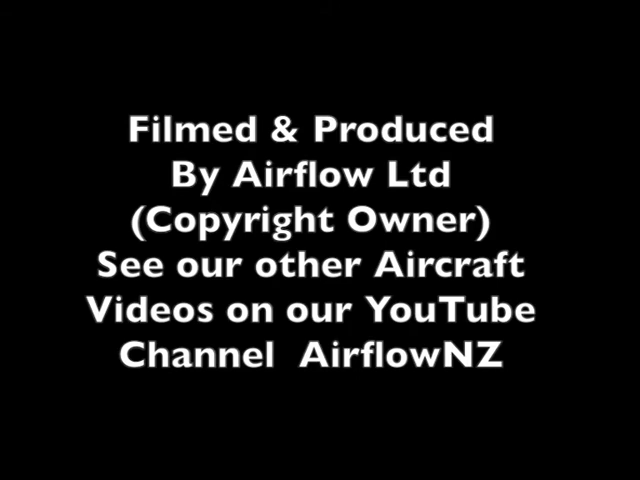 Filmed & Produced
By Airflow Ltd
(Copyright Owner)
See our other Aircraft
Videos on our YouTube
Channel  AirflowNZ